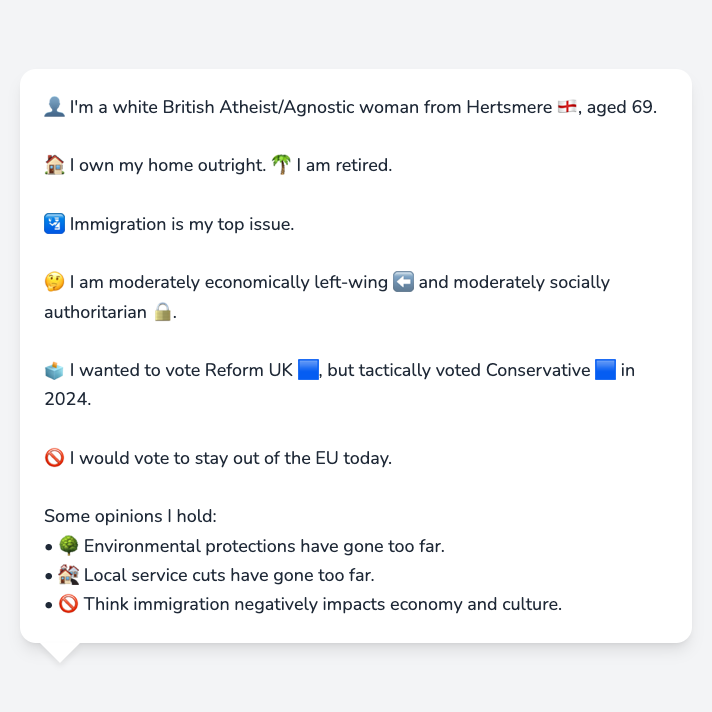 👤 I'm a white British Atheist/Agnostic woman from Hertsmere 🏴󠁧󠁢󠁥󠁮󠁧󠁿, aged 69.
🏠 I own my home outright. 🌴 I am retired.
🛂 Immigration is my top issue.
🤔 I am moderately economically left-wing ⬅️ and moderately socially
authoritarian 🔒.
🗳️ I wanted to vote Reform UK 🟦, but tactically voted Conservative 🟦 in
2024.
🚫 I would vote to stay out of the EU today.
Some opinions I hold:
• 🌳 Environmental protections have gone too far.
• 🏚️ Local service cuts have gone too far.
• 🚫 Think immigration negatively impacts economy and culture.